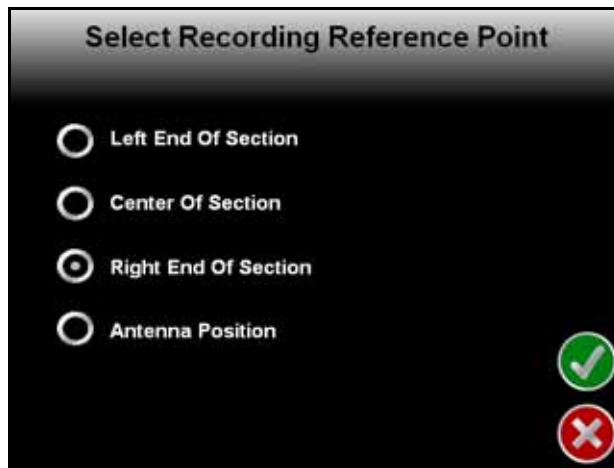 Select Recording Reference Point
Left End Of Section
Center Of Section
Right End Of Section
Antenna Position